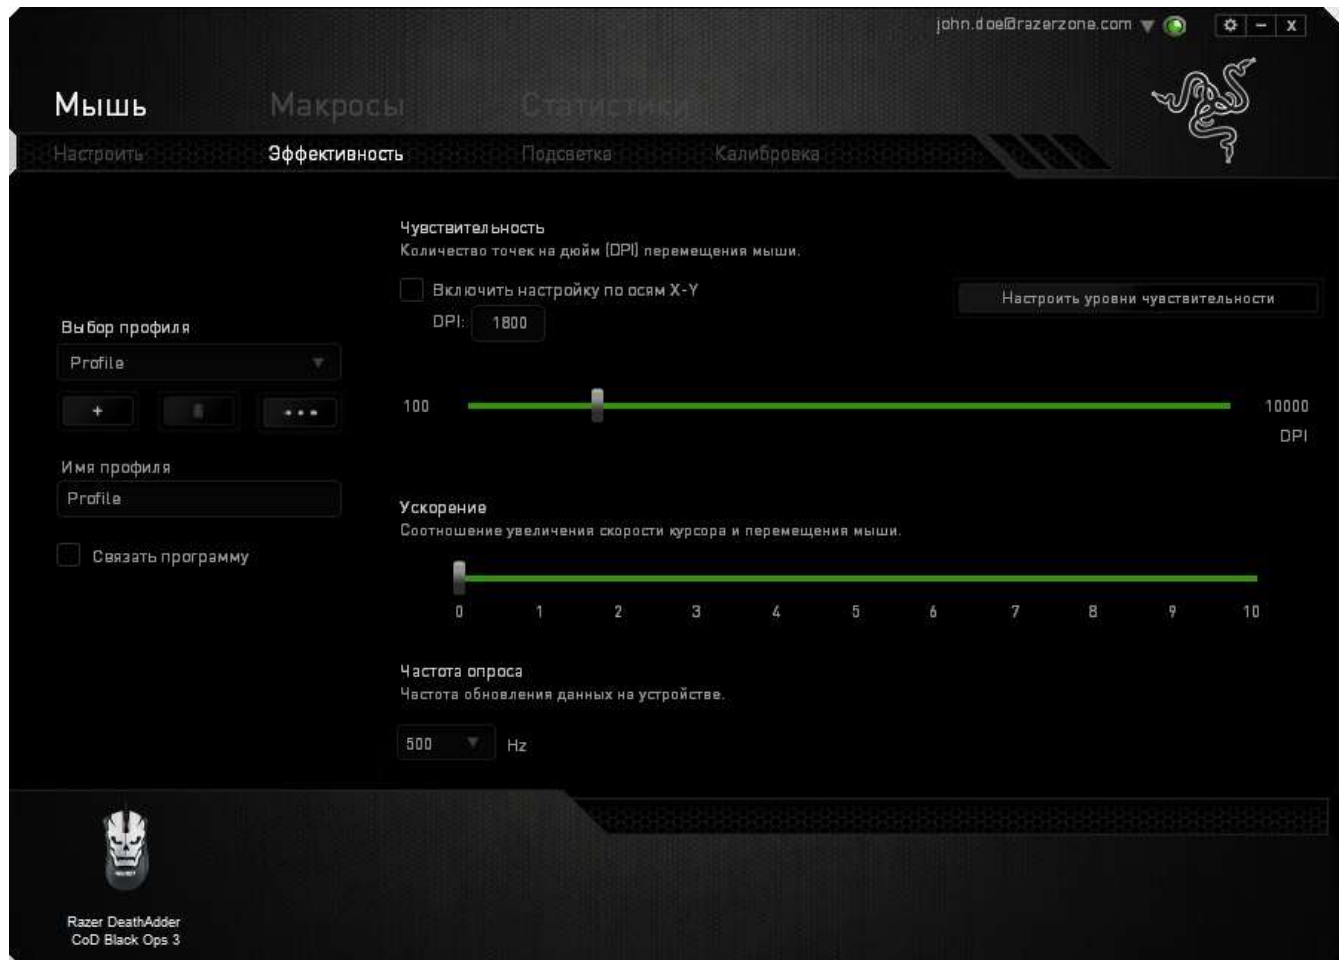 john.doe@razerzone.com
Мышь Макросы Статистики
Настроить Эффективность Подсветка Калибровка
Чувствительность
Количество точек на дюйм (DPI) перемещения мыши.
Включить настройку по осям X-Y
Настроить уровни чувствительности
DPI: 1800
Выбор профиля
Profile
100 10000
DPI
Имя профиля
Profile
Связать программу
Ускорение
Соотношение увеличения скорости курсора и перемещения мыши.
0 1 2 3 4 5 6 7 8 9 10
Частота опроса
Частота обновления данных на устройстве.
500 Hz
Razer DeathAdder
CoD Black Ops 3